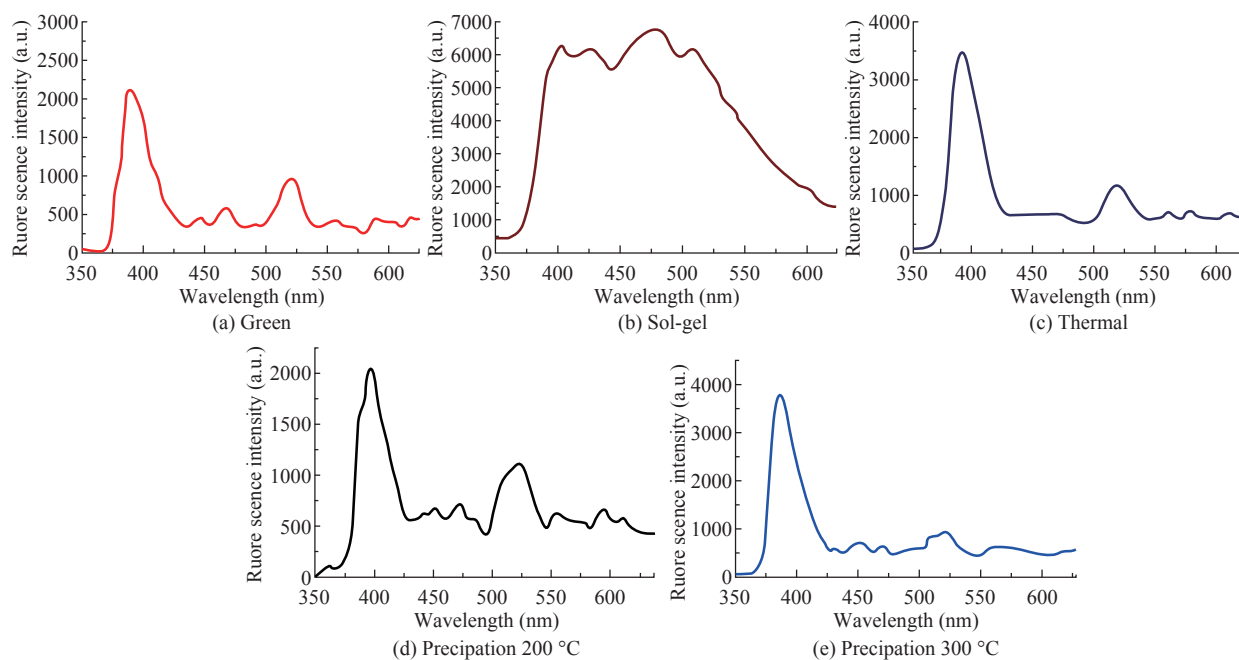 Ruore scence intensity (a.u.)
3000
2500
2000
1500
1000
500
0
350 400 450 500 550 600
Wavelength (nm)
(a) Green
Ruore scence intensity (a.u.)
7000
6000
5000
4000
3000
2000
1000
0
350 400 450 500 550 600
Wavelength (nm)
(b) Sol-gel
Ruore scence intensity (a.u.)
4000
3000
2000
1000
0
350 400 450 500 550 600
Wavelength (nm)
(c) Thermal
Ruore scence intensity (a.u.)
2000
1500
1000
500
0
350 400 450 500 550 600
Wavelength (nm)
(d) Precipation 200 °C
Ruore scence intensity (a.u.)
4000
3000
2000
1000
0
350 400 450 500 550 600
Wavelength (nm)
(e) Precipation 300 °C